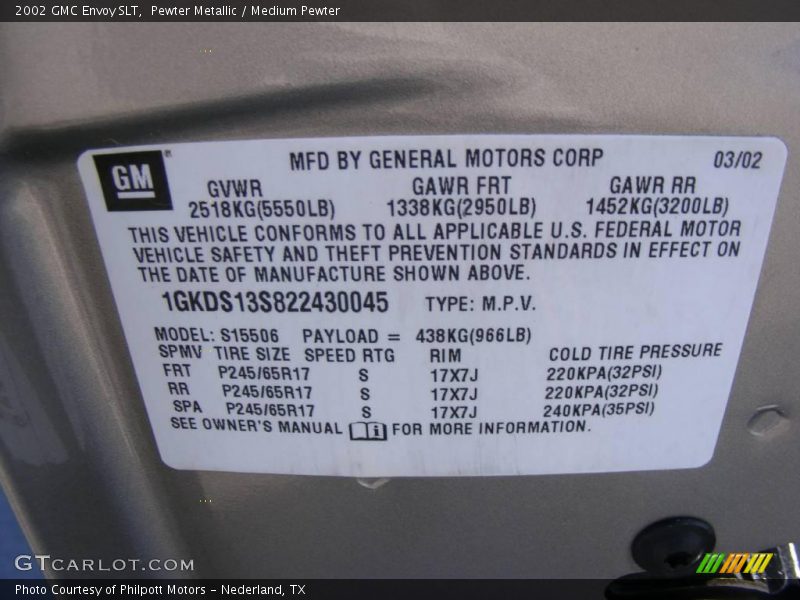 2002 GMC Envoy SLT, Pewter Metallic / Medium Pewter
GM®
MFD BY GENERAL MOTORS CORP 03/02
GVWR GAWR FRT GAWR RR
2518KG(5550LB) 1338KG(2950LB) 1452KG(3200LB)
THIS VEHICLE CONFORMS TO ALL APPLICABLE U.S. FEDERAL MOTOR
VEHICLE SAFETY AND THEFT PREVENTION STANDARDS IN EFFECT ON
THE DATE OF MANUFACTURE SHOWN ABOVE.
1GKDS13S822430045 TYPE: M.P.V.
MODEL: S15506 PAYLOAD = 438KG(966LB)
SPMV TIRE SIZE SPEED RTG RIM COLD TIRE PRESSURE
FRT P245/65R17 S 17X7J 220KPA(32PSI)
RR P245/65R17 S 17X7J 220KPA(32PSI)
SPA P245/65R17 S 17X7J 240KPA(35PSI)
SEE OWNER'S MANUAL i FOR MORE INFORMATION.
GTCARLOT.COM
Photo Courtesy of Philpott Motors - Nederland, TX